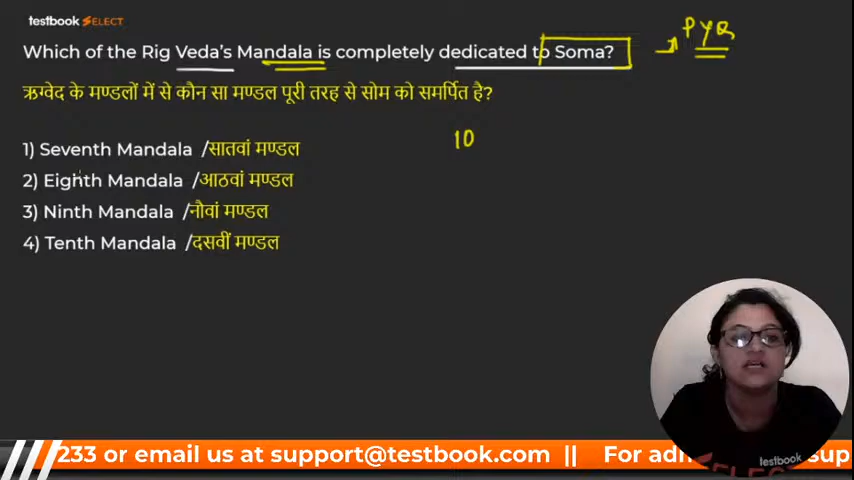 testbook SELECT
Which of the Rig Veda's Mandala is completely dedicated to Soma?
PYQ
ऋग्वेद के मण्डलों में से कौन सा मण्डल पूरी तरह से सोम को समर्पित है?
10
1) Seventh Mandala /सातवां मण्डल
2) Eighth Mandala /आठवां मण्डल
3) Ninth Mandala /नौवां मण्डल
4) Tenth Mandala /दसवीं मण्डल
testbook
SELECT
233 or email us at support@testbook.com || For adm sup